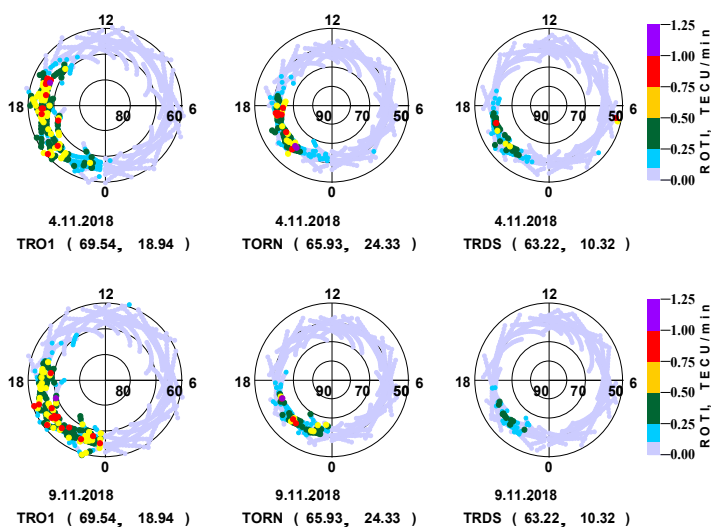 12 12 12
18 80 60 6
18 90 70 50 6
18 90 70 50 6
0 0 0
4.11.2018 4.11.2018 4.11.2018
TRO1 ( 69.54, 18.94 ) TORN ( 65.93, 24.33 ) TRDS ( 63.22, 10.32 )
1.25
1.00
0.75
0.50
0.25
0.00
ROTI, TECU/min
12 12 12
18 80 60 6
18 90 70 50 6
18 90 70 50 6
0 0 0
9.11.2018 9.11.2018 9.11.2018
TRO1 ( 69.54, 18.94 ) TORN ( 65.93, 24.33 ) TRDS ( 63.22, 10.32 )
1.25
1.00
0.75
0.50
0.25
0.00
ROTI, TECU/min